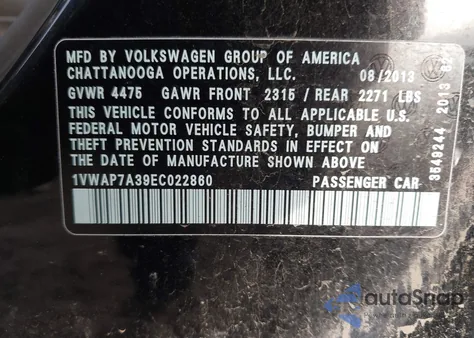 MFD BY VOLKSWAGEN GROUP OF AMERICA
CHATTANOOGA OPERATIONS, LLC. 08/2013
GVWR 4475 GAWR FRONT 2315 / REAR 2271 LBS
THIS VEHICLE CONFORMS TO ALL APPLICABLE U.S.
FEDERAL MOTOR VEHICLE SAFETY, BUMPER AND
THEFT PREVENTION STANDARDS IN EFFECT ON THE
DATE OF MANUFACTURE SHOWN ABOVE.
1VWAP7A39EC022860 PASSENGER CAR
3549244 2013
autoSnap